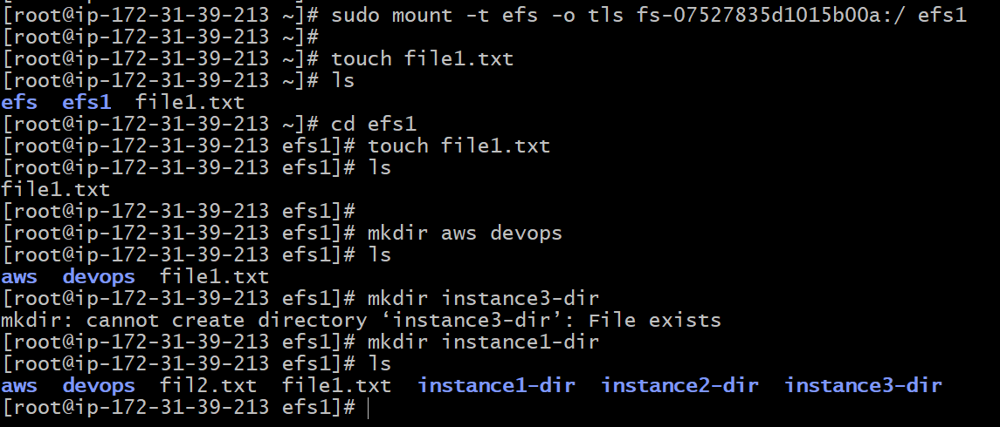 [root@ip-172-31-39-213 ~]# sudo mount -t efs -o tls fs-07527835d1015b00a:/ efs1
[root@ip-172-31-39-213 ~]#
[root@ip-172-31-39-213 ~]# touch file1.txt
[root@ip-172-31-39-213 ~]# ls
efs  efs1  file1.txt
[root@ip-172-31-39-213 ~]# cd efs1
[root@ip-172-31-39-213 efs1]# touch file1.txt
[root@ip-172-31-39-213 efs1]# ls
file1.txt
[root@ip-172-31-39-213 efs1]#
[root@ip-172-31-39-213 efs1]# mkdir aws devops
[root@ip-172-31-39-213 efs1]# ls
aws  devops  file1.txt
[root@ip-172-31-39-213 efs1]# mkdir instance3-dir
mkdir: cannot create directory ‘instance3-dir’: File exists
[root@ip-172-31-39-213 efs1]# mkdir instance1-dir
[root@ip-172-31-39-213 efs1]# ls
aws  devops  fil2.txt  file1.txt  instance1-dir  instance2-dir  instance3-dir
[root@ip-172-31-39-213 efs1]#